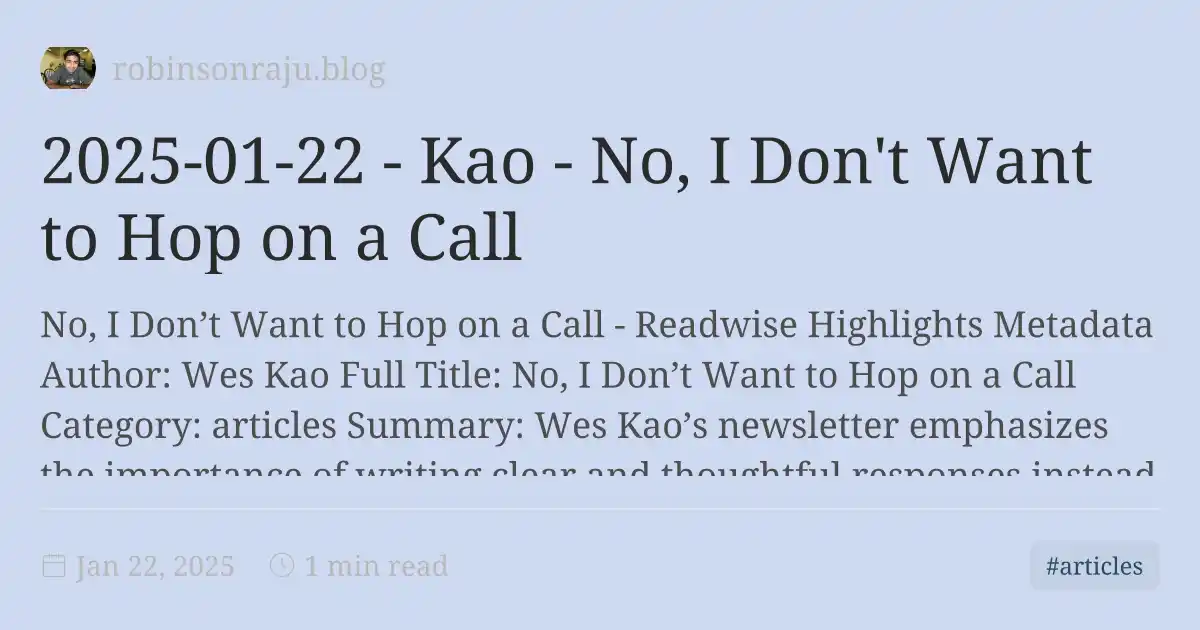 robinsonraju.blog
2025-01-22 - Kao - No, I Don't Want
to Hop on a Call
No, I Don’t Want to Hop on a Call - Readwise Highlights Metadata
Author: Wes Kao Full Title: No, I Don’t Want to Hop on a Call
Category: articles Summary: Wes Kao’s newsletter emphasizes
the importance of writing clear and thoughtful responses instead
Jan 22, 2025
1 min read
#articles